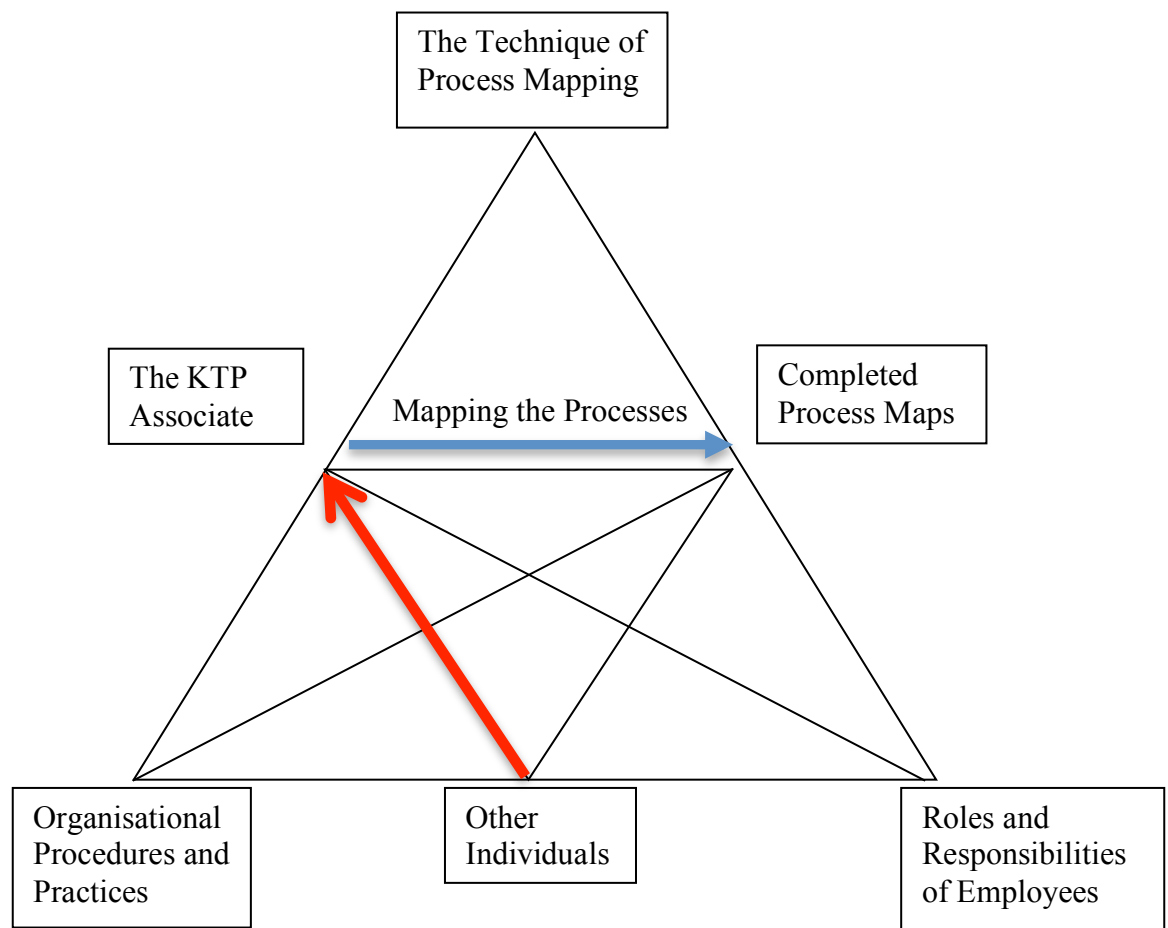 The Technique of
Process Mapping
The KTP
Associate
Mapping the Processes
Completed
Process Maps
Organisational
Procedures and
Practices
Other
Individuals
Roles and
Responsibilities
of Employees